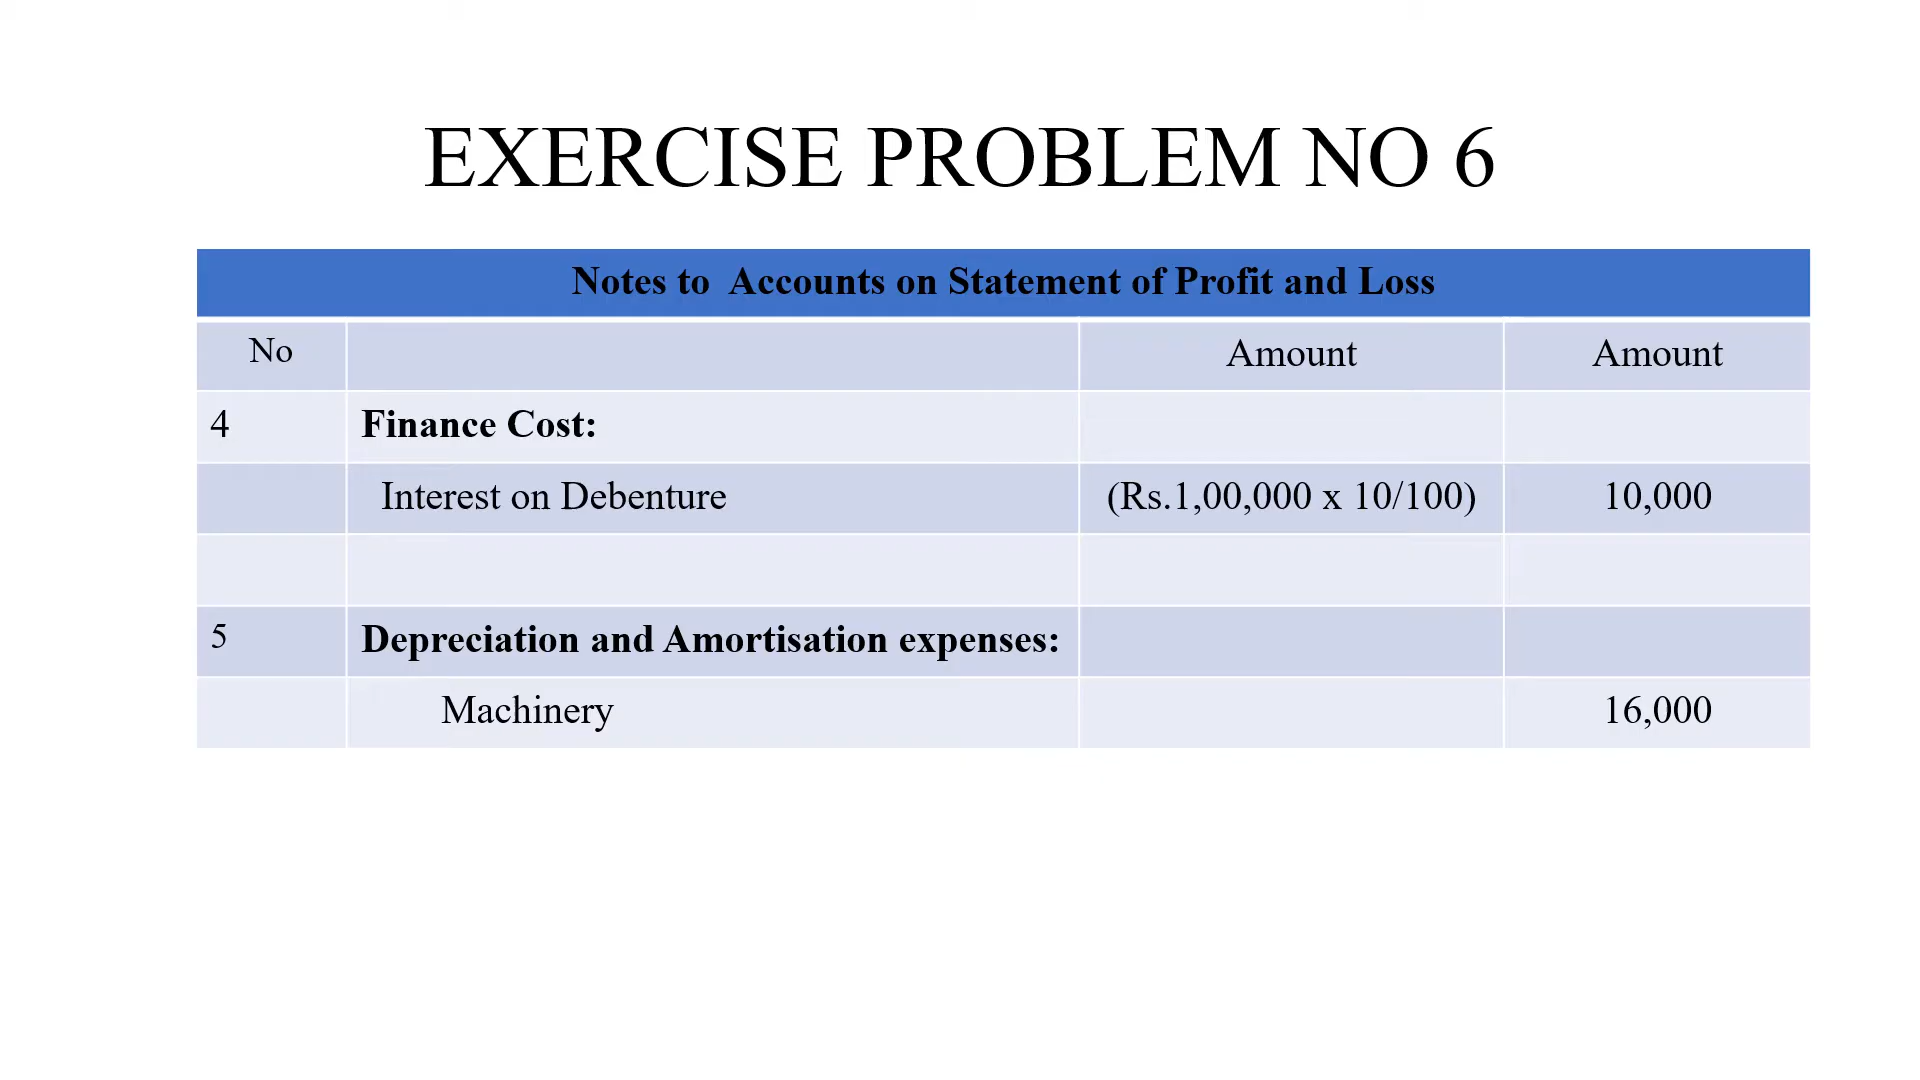 EXERCISE PROBLEM NO 6
Notes to Accounts on Statement of Profit and Loss
No Amount Amount
4 Finance Cost:
Interest on Debenture (Rs.1,00,000 x 10/100) 10,000
5 Depreciation and Amortisation expenses:
Machinery 16,000